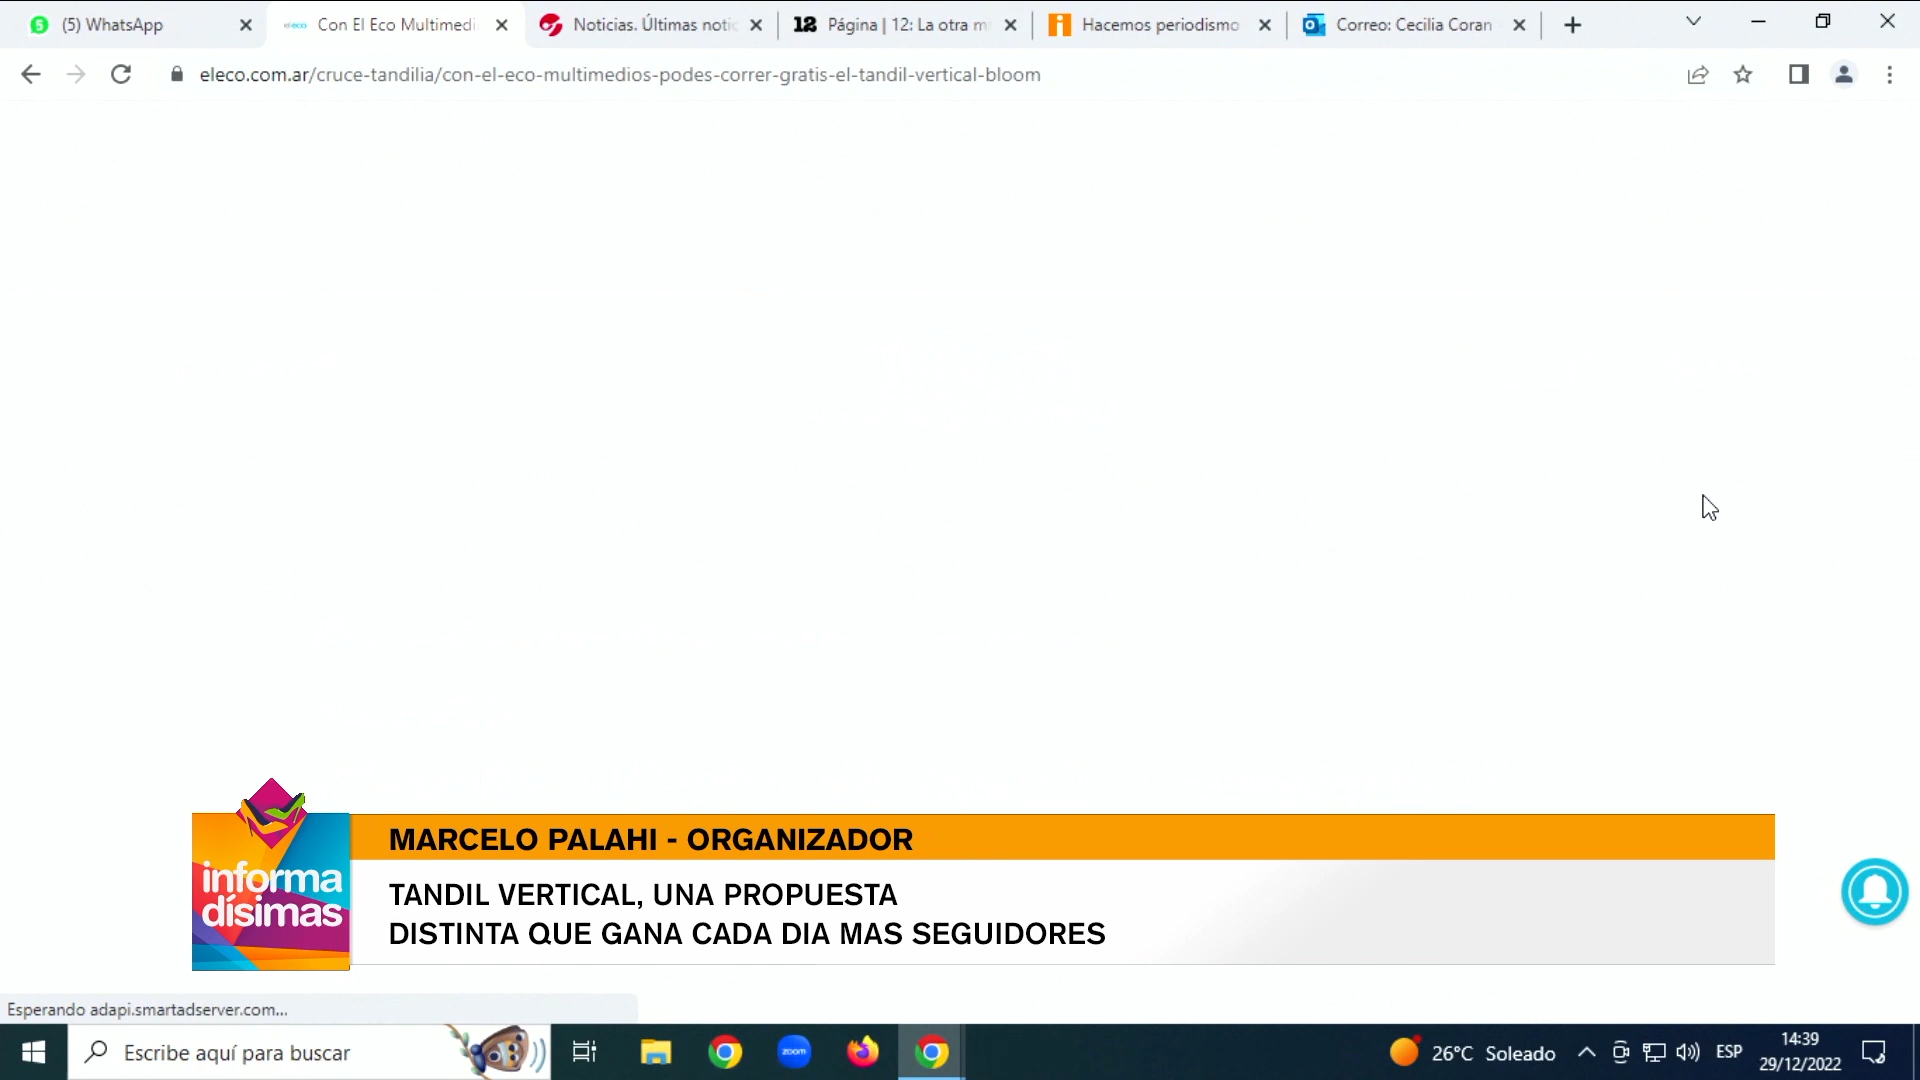 (5) WhatsApp
Con El Eco Multimedi
Noticias. Últimas notic
12 Página | 12: La otra m
Hacemos periodismo
Correo: Cecilia Coran
eleco.com.ar/cruce-tandilia/con-el-eco-multimedios-podes-correr-gratis-el-tandil-vertical-bloom
MARCELO PALAHI - ORGANIZADOR
informa
dísimas
TANDIL VERTICAL, UNA PROPUESTA
DISTINTA QUE GANA CADA DIA MAS SEGUIDORES
Esperando adapi.smartadserver.com...
Escribe aquí para buscar
zoom
26°C Soleado
ESP
14:39
29/12/2022